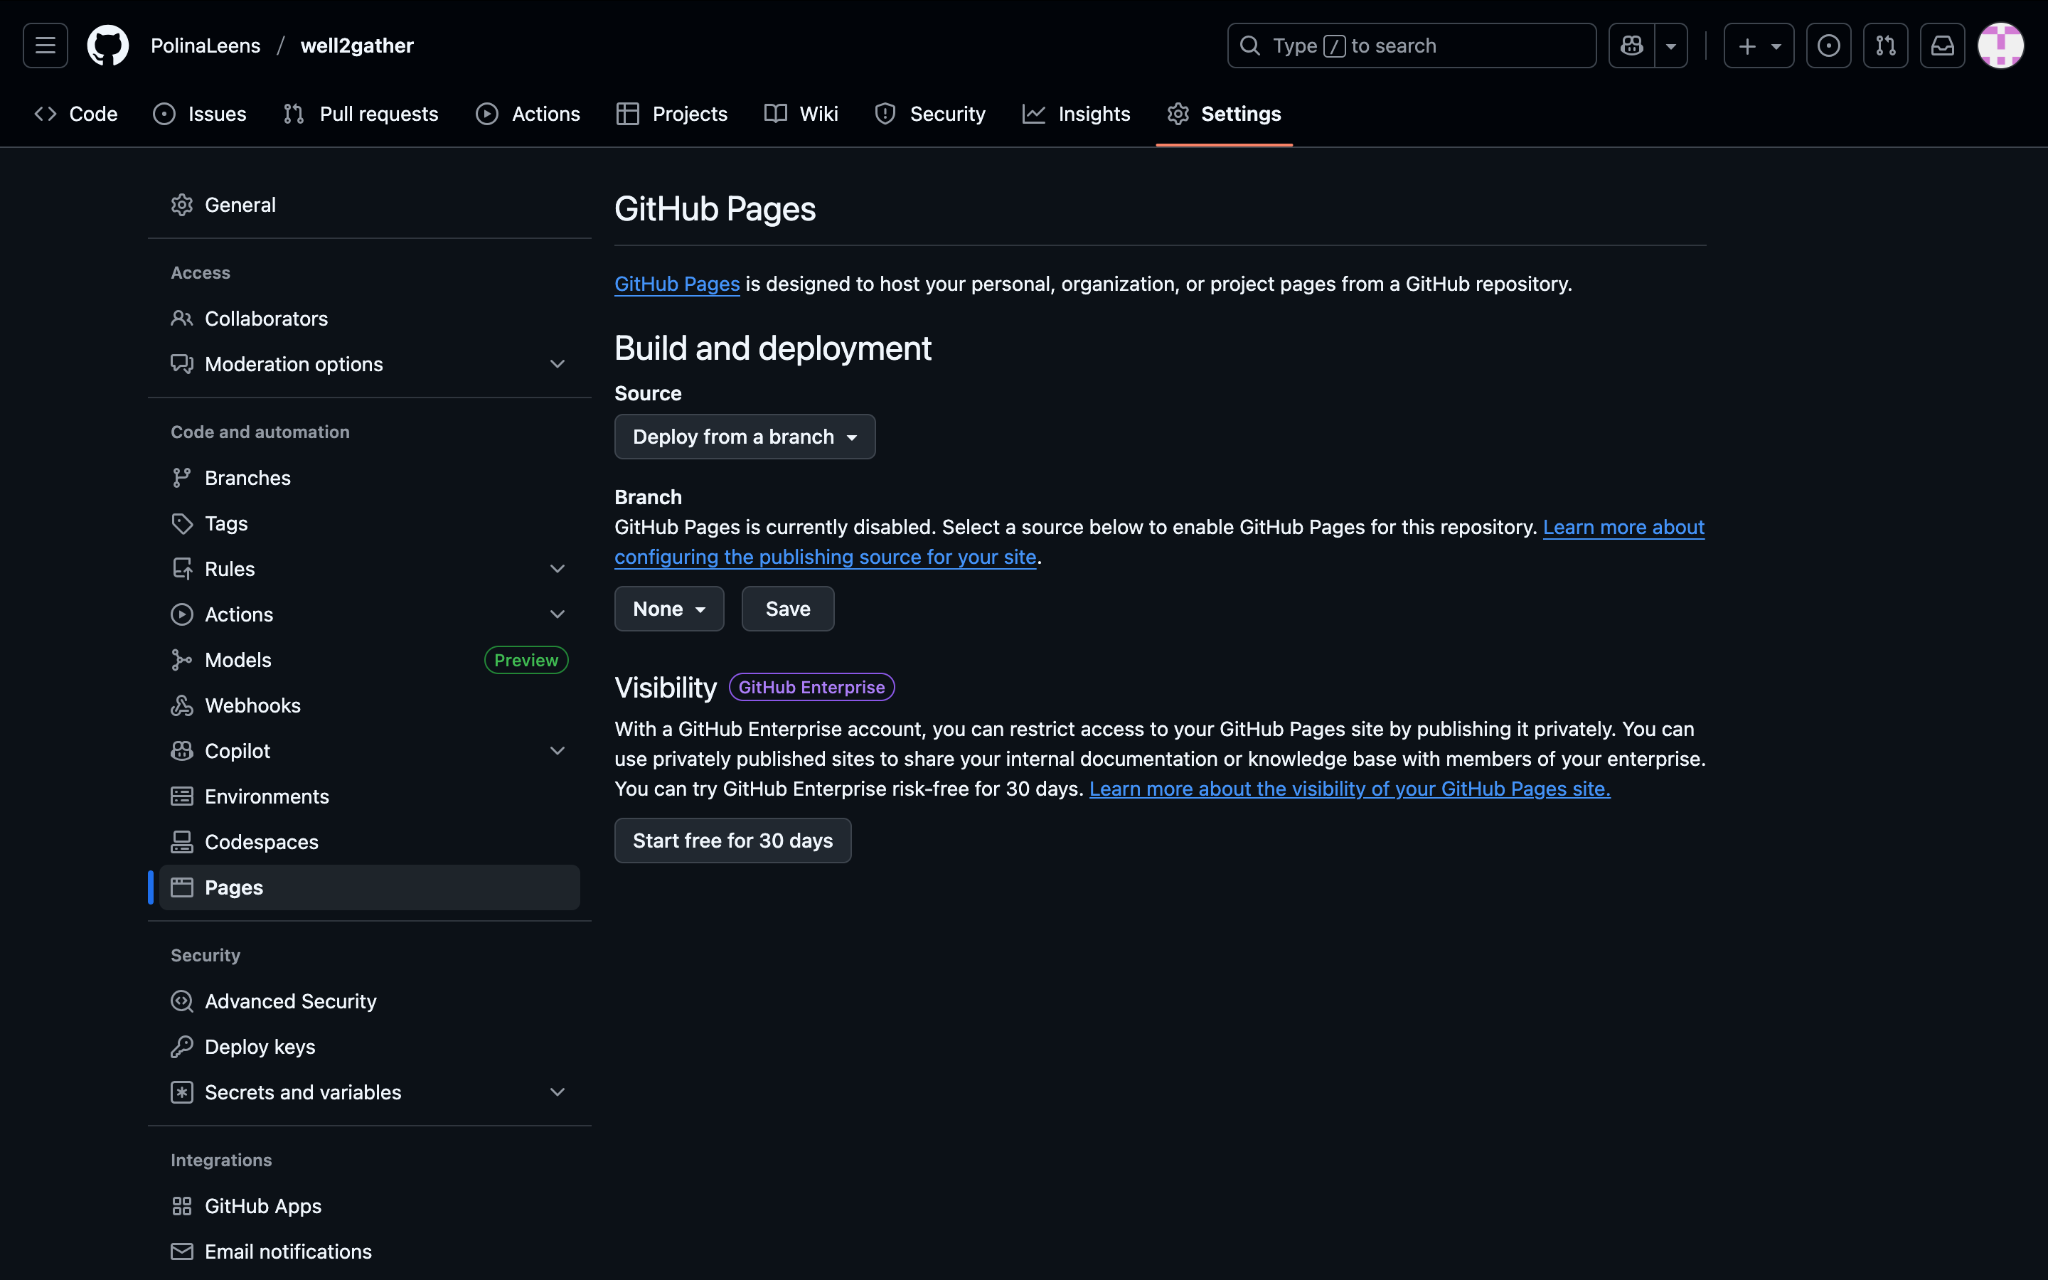 PolinaLeens / well2gather
Type / to search
Code
Issues
Pull requests
Actions
Projects
Wiki
Security
Insights
Settings
General
Access
Collaborators
Moderation options
Code and automation
Branches
Tags
Rules
Actions
Models
Preview
Webhooks
Copilot
Environments
Codespaces
Pages
Security
Advanced Security
Deploy keys
Secrets and variables
Integrations
GitHub Apps
Email notifications
GitHub Pages
GitHub Pages is designed to host your personal, organization, or project pages from a GitHub repository.
Build and deployment
Source
Deploy from a branch
Branch
GitHub Pages is currently disabled. Select a source below to enable GitHub Pages for this repository. Learn more about
configuring the publishing source for your site.
None
Save
Visibility
GitHub Enterprise
With a GitHub Enterprise account, you can restrict access to your GitHub Pages site by publishing it privately. You can
use privately published sites to share your internal documentation or knowledge base with members of your enterprise.
You can try GitHub Enterprise risk-free for 30 days. Learn more about the visibility of your GitHub Pages site.
Start free for 30 days